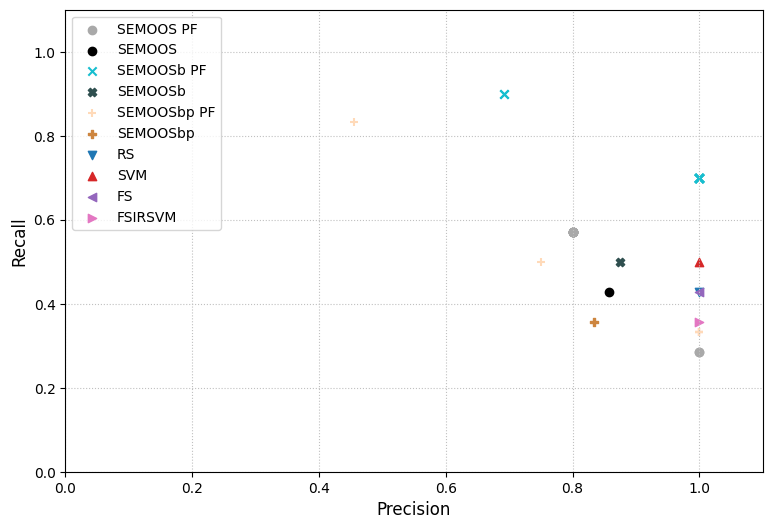 SEMOOS PF
SEMOOS
SEMOOSb PF
SEMOOSb
SEMOOSbp PF
SEMOOSbp
RS
SVM
FS
FSIRSVM
Recall
1.0
0.8
0.6
0.4
0.2
0.0
0.0 0.2 0.4 0.6 0.8 1.0
Precision